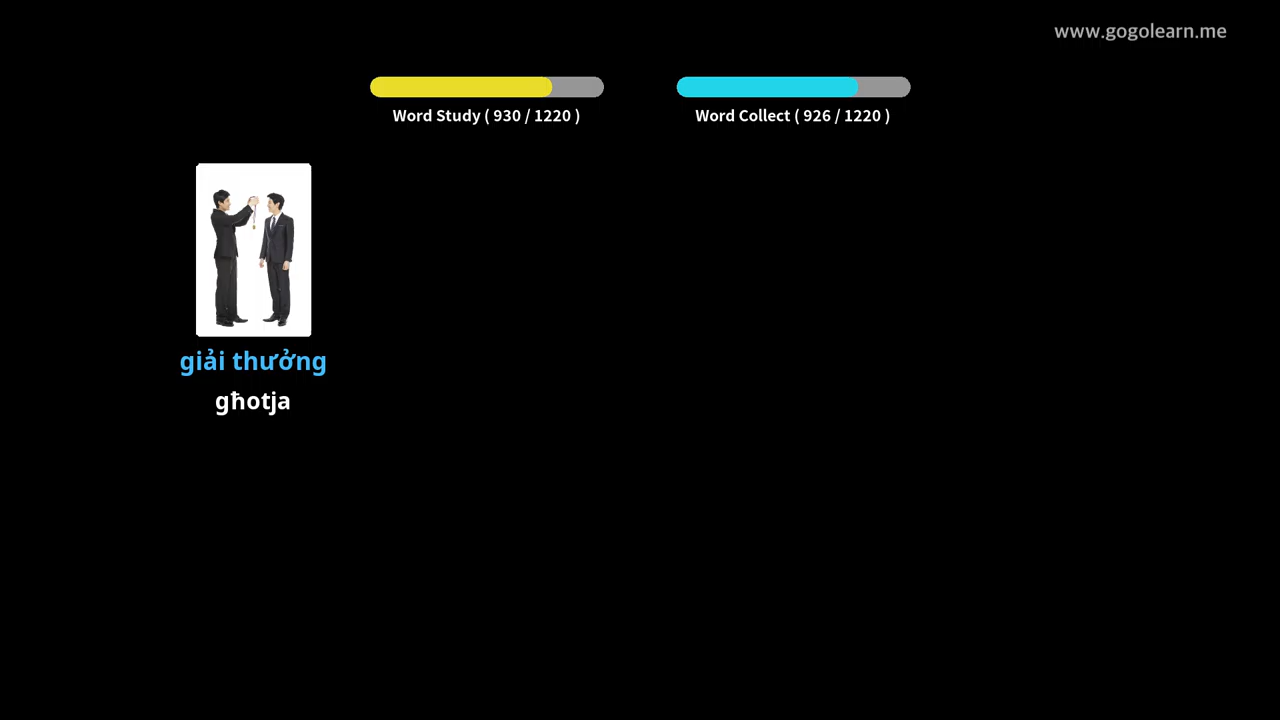 www.gogolearn.me
Word Study ( 930 / 1220 )
Word Collect ( 926 / 1220 )
giải thưởng
għotja